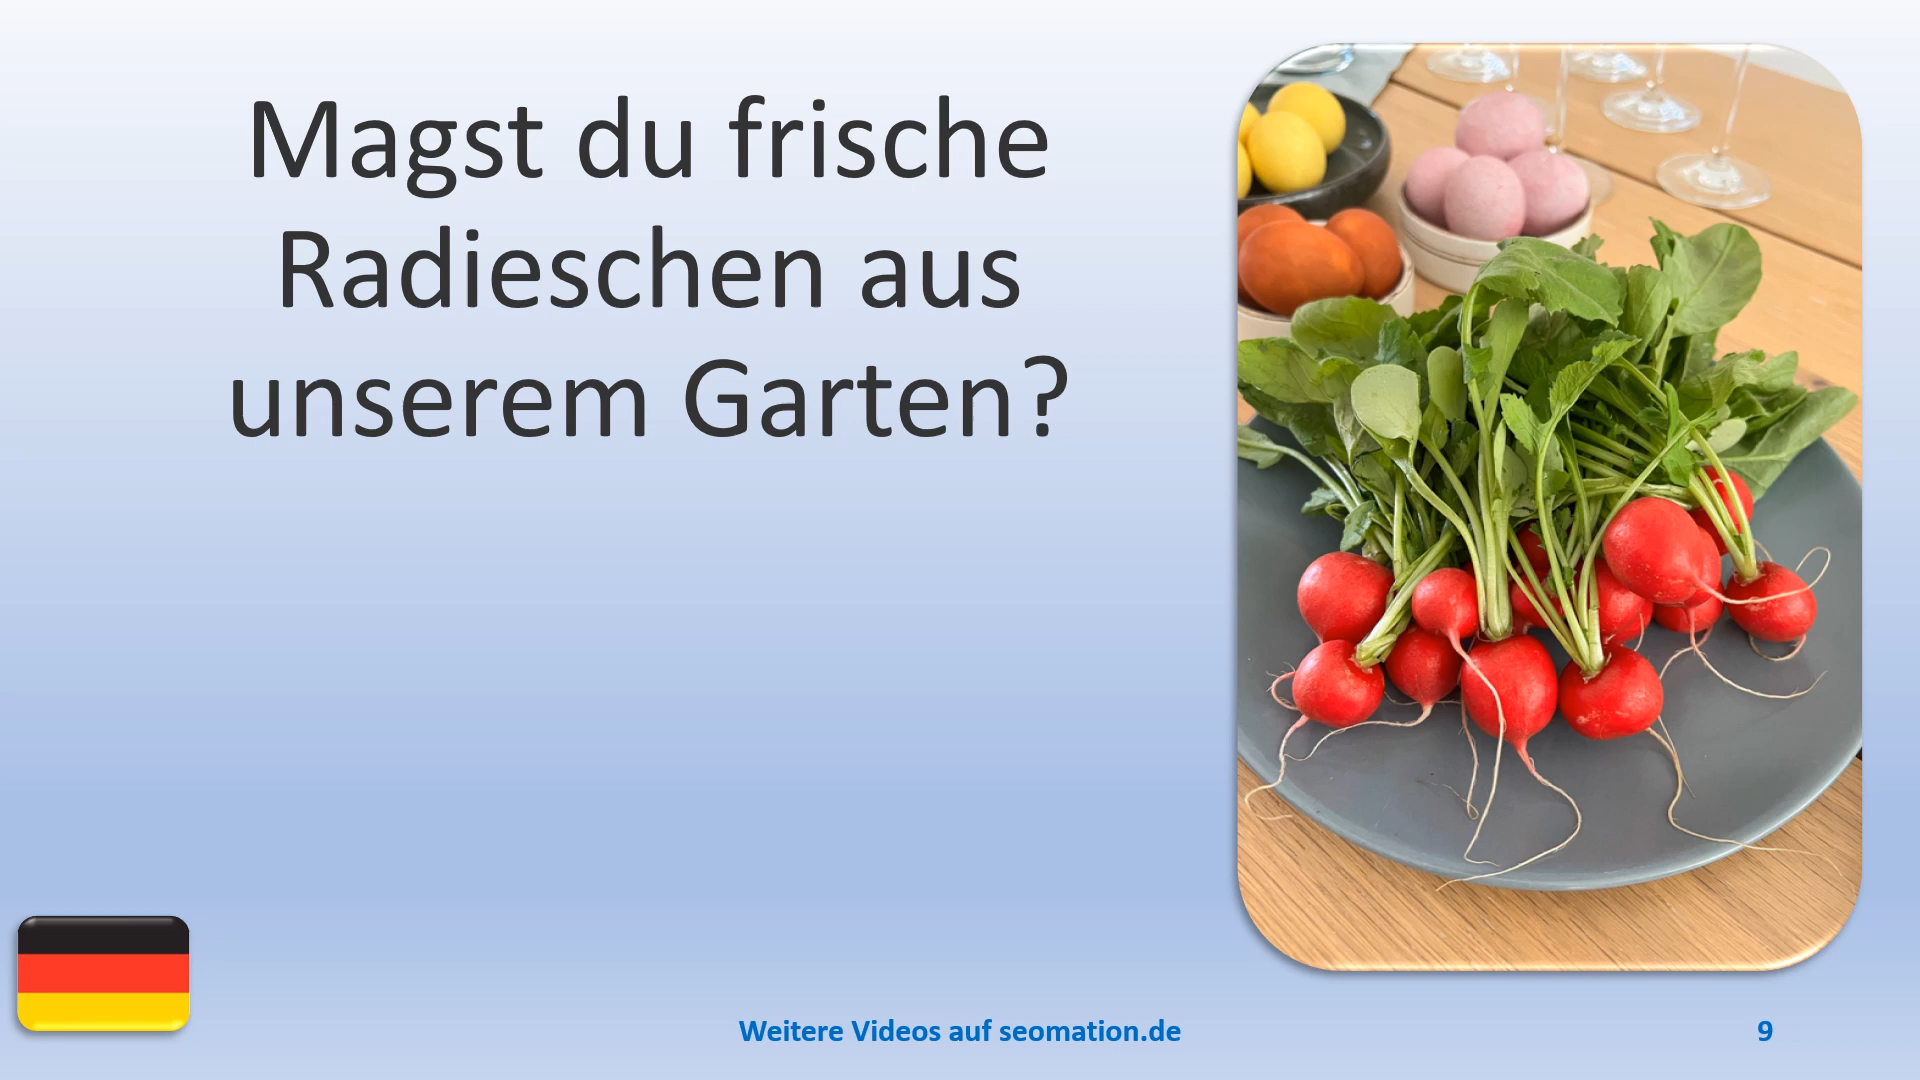 Magst du frische
Radieschen aus
unserem Garten?
Weitere Videos auf seomation.de
9